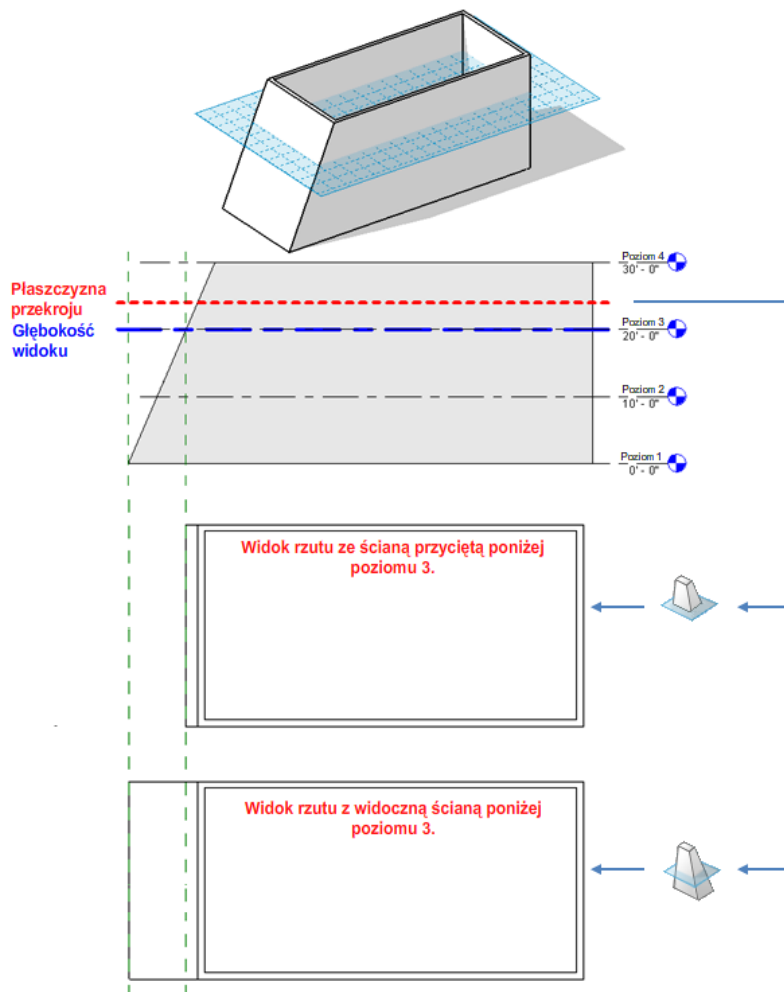 Poziom 4
30' - 0"
Płaszczyzna
przekroju
Głębokość
widoku
Poziom 3
20' - 0"
Poziom 2
10' - 0"
Poziom 1
0' - 0"
Widok rzutu ze ścianą przyciętą poniżej
poziomu 3.
Widok rzutu z widoczną ścianą poniżej
poziomu 3.